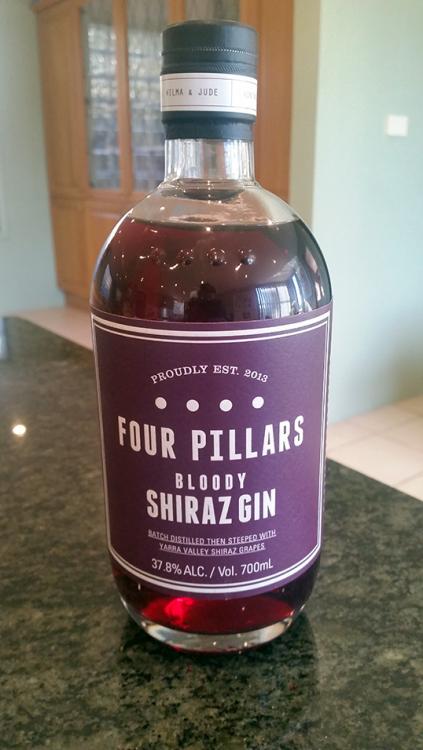 WILMA & JUDE
PROUDLY EST. 2013
FOUR PILLARS
BLOODY
SHIRAZ GIN
BATCH DISTILLED THEN STEEPED WITH
YARRA VALLEY SHIRAZ GRAPES
37.8% ALC. / Vol. 700mL